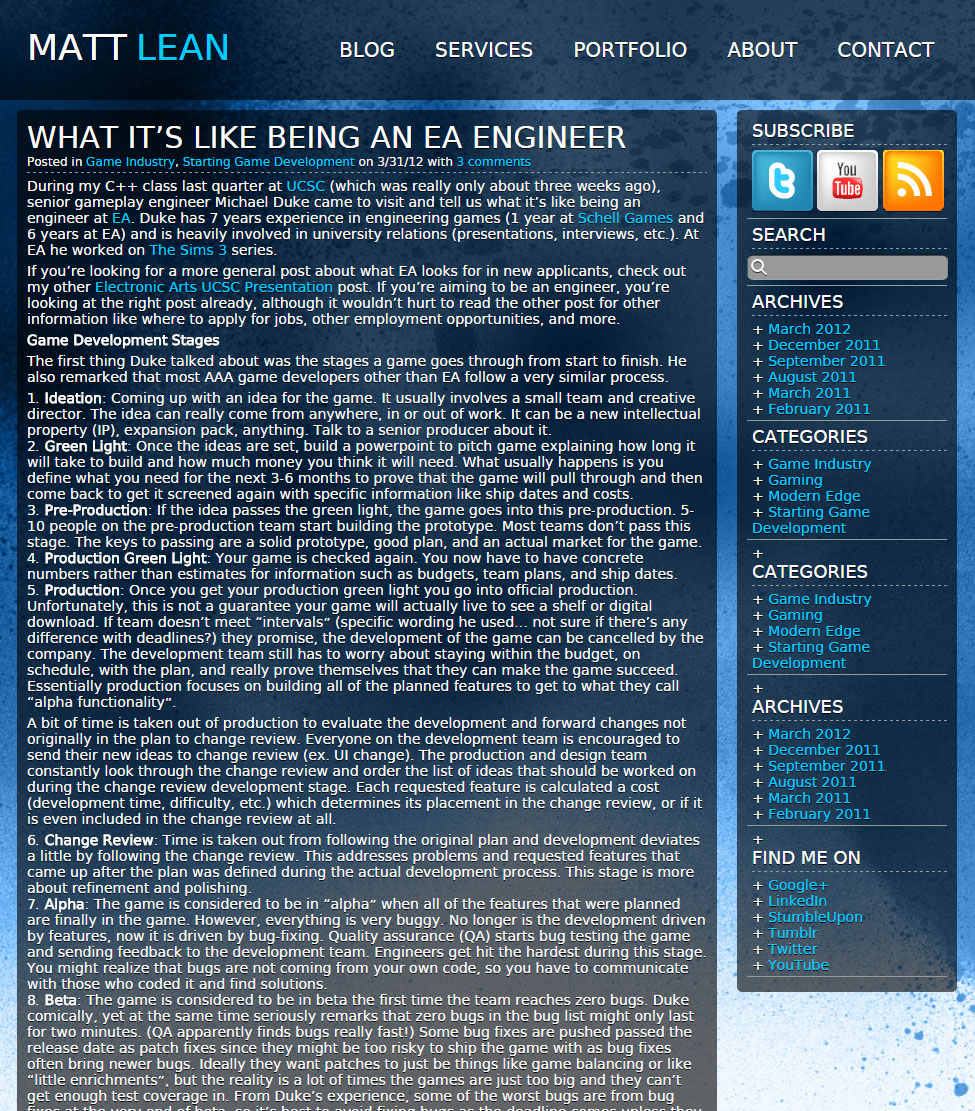 MATT LEAN
BLOG SERVICES PORTFOLIO ABOUT CONTACT
WHAT IT’S LIKE BEING AN EA ENGINEER
Posted in Game Industry, Starting Game Development on 3/31/12 with 3 comments
During my C++ class last quarter at UCSC (which was really only about three weeks ago),
senior gameplay engineer Michael Duke came to visit and tell us what it’s like being an
engineer at EA. Duke has 7 years experience in engineering games (1 year at Schell Games and
6 years at EA) and is heavily involved in university relations (presentations, interviews, etc.). At
EA he worked on The Sims 3 series.
If you’re looking for a more general post about what EA looks for in new applicants, check out
my other Electronic Arts UCSC Presentation post. If you’re aiming to be an engineer, you’re
looking at the right post already, although it wouldn’t hurt to read the other post for other
information like where to apply for jobs, other employment opportunities, and more.
Game Development Stages
The first thing Duke talked about was the stages a game goes through from start to finish. He
also remarked that most AAA game developers other than EA follow a very similar process.
1. Ideation: Coming up with an idea for the game. It usually involves a small team and creative
director. The idea can really come from anywhere, in or out of work. It can be a new intellectual
property (IP), expansion pack, anything. Talk to a senior producer about it.
2. Green Light: Once the ideas are set, build a powerpoint to pitch game explaining how long it
will take to build and how much money you think it will need. What usually happens is you
define what you need for the next 3-6 months to prove that the game will pull through and then
come back to get it screened again with specific information like ship dates and costs.
3. Pre-Production: If the idea passes the green light, the game goes into this pre-production. 5-
10 people on the pre-production team start building the prototype. Most teams don’t pass this
stage. The keys to passing are a solid prototype, good plan, and an actual market for the game.
4. Production Green Light: Your game is checked again. You now have to have concrete
numbers rather than estimates for information such as budgets, team plans, and ship dates.
5. Production: Once you get your production green light you go into official production.
Unfortunately, this is not a guarantee your game will actually live to see a shelf or digital
download. If team doesn’t meet “intervals” (specific wording he used… not sure if there’s any
difference with deadlines?) they promise, the development of the game can be cancelled by the
company. The development team still has to worry about staying within the budget, on
schedule, with the plan, and really prove themselves that they can make the game succeed.
Essentially production focuses on building all of the planned features to get to what they call
“alpha functionality”.
A bit of time is taken out of production to evaluate the development and forward changes not
originally in the plan to change review. Everyone on the development team is encouraged to
send their new ideas to change review (ex. UI change). The production and design team
constantly look through the change review and order the list of ideas that should be worked on
during the change review development stage. Each requested feature is calculated a cost
(development time, difficulty, etc.) which determines its placement in the change review, or if it
is even included in the change review at all.
6. Change Review: Time is taken out from following the original plan and development deviates
a little by following the change review. This addresses problems and requested features that
came up after the plan was defined during the actual development process. This stage is more
about refinement and polishing.
7. Alpha: The game is considered to be in “alpha” when all of the features that were planned
are finally in the game. However, everything is very buggy. No longer is the development driven
by features, now it is driven by bug-fixing. Quality assurance (QA) starts bug testing the game
and sending feedback to the development team. Engineers get hit the hardest during this stage.
You might realize that bugs are not coming from your own code, so you have to communicate
with those who coded it and find solutions.
8. Beta: The game is considered to be in beta the first time the team reaches zero bugs. Duke
comically, yet at the same time seriously remarks that zero bugs in the bug list might only last
for two minutes. (QA apparently finds bugs really fast!) Some bug fixes are pushed passed the
release date as patch fixes since they might be too risky to ship the game with as bug fixes
often bring newer bugs. Ideally they want patches to just be things like game balancing or like
“little enrichments”, but the reality is a lot of times the games are just too big and they can’t
get enough test coverage in. From Duke’s experience, some of the worst bugs are from bug
fixes at the very end of beta, so it’s best to avoid fixing bugs as the deadline comes unless they
SUBSCRIBE
You Tube
SEARCH
ARCHIVES
+ March 2012
+ December 2011
+ September 2011
+ August 2011
+ March 2011
+ February 2011
CATEGORIES
+ Game Industry
+ Gaming
+ Modern Edge
+ Starting Game
Development
+
CATEGORIES
+ Game Industry
+ Gaming
+ Modern Edge
+ Starting Game
Development
+
ARCHIVES
+ March 2012
+ December 2011
+ September 2011
+ August 2011
+ March 2011
+ February 2011
+
FIND ME ON
+ Google+
+ LinkedIn
+ StumbleUpon
+ Tumblr
+ Twitter
+ YouTube